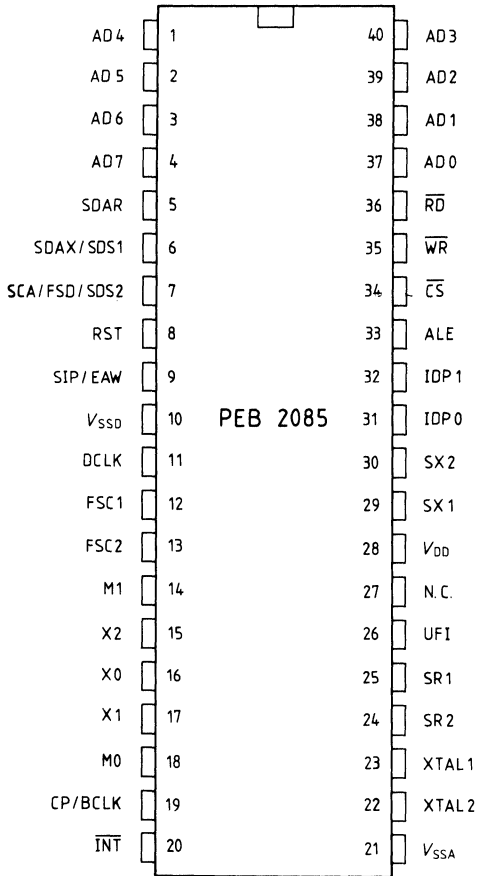 AD4 1 40 AD3
AD5 2 39 AD2
AD6 3 38 AD1
AD7 4 37 AD0
SDAR 5 36 R̅D̅
SDAX/SDS1 6 35 W̅R̅
SCA/FSD/SDS2 7 34 C̅S̅
RST 8 33 ALE
SIP/EAW 9 32 IDP1
VSSD 10 PEB 2085 31 IDP0
DCLK 11 30 SX2
FSC1 12 29 SX1
FSC2 13 28 VDD
M1 14 27 N.C.
X2 15 26 UFI
X0 16 25 SR1
X1 17 24 SR2
M0 18 23 XTAL1
CP/BCLK 19 22 XTAL2
I̅N̅T̅ 20 21 VSSA